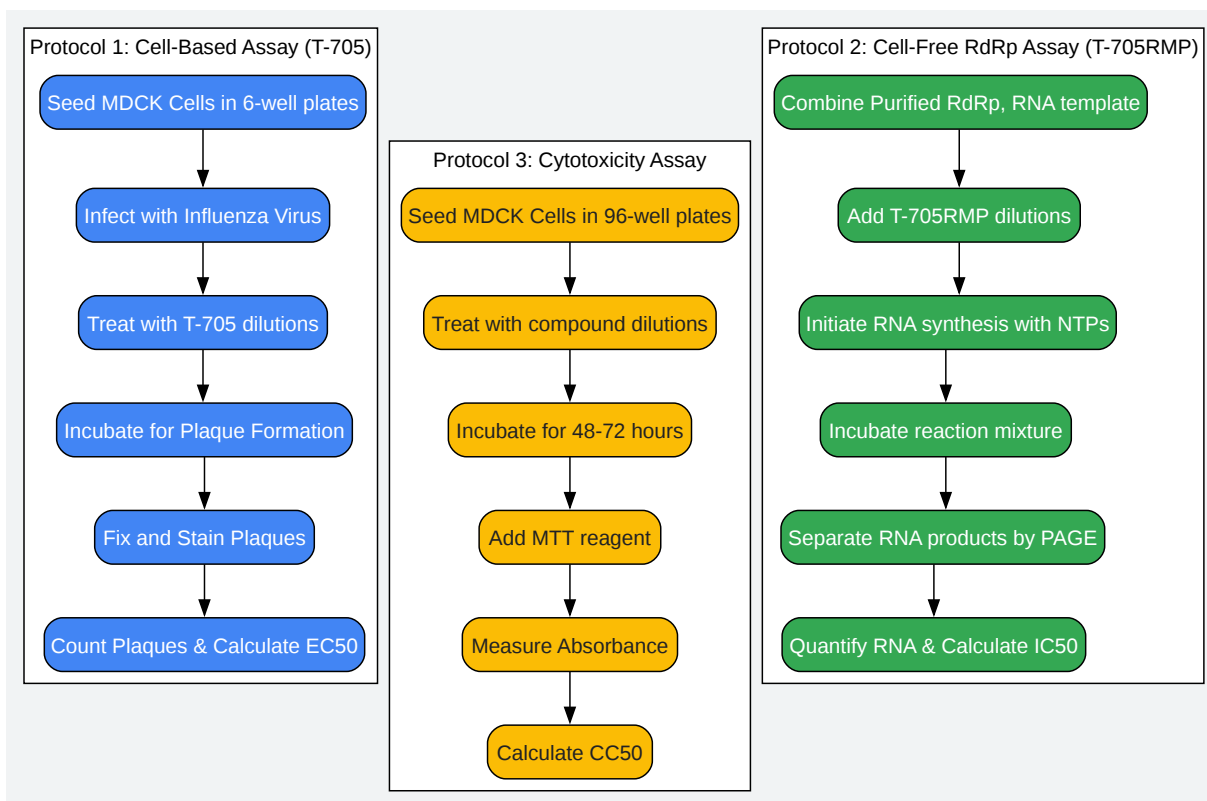 Protocol 1: Cell-Based Assay (T-705)
Seed MDCK Cells in 6-well plates
Infect with Influenza Virus
Treat with T-705 dilutions
Incubate for Plaque Formation
Fix and Stain Plaques
Count Plaques & Calculate EC50
Protocol 3: Cytotoxicity Assay
Seed MDCK Cells in 96-well plates
Treat with compound dilutions
Incubate for 48-72 hours
Add MTT reagent
Measure Absorbance
Calculate CC50
Protocol 2: Cell-Free RdRp Assay (T-705RMP)
Combine Purified RdRp, RNA template
Add T-705RMP dilutions
Initiate RNA synthesis with NTPs
Incubate reaction mixture
Separate RNA products by PAGE
Quantify RNA & Calculate IC50